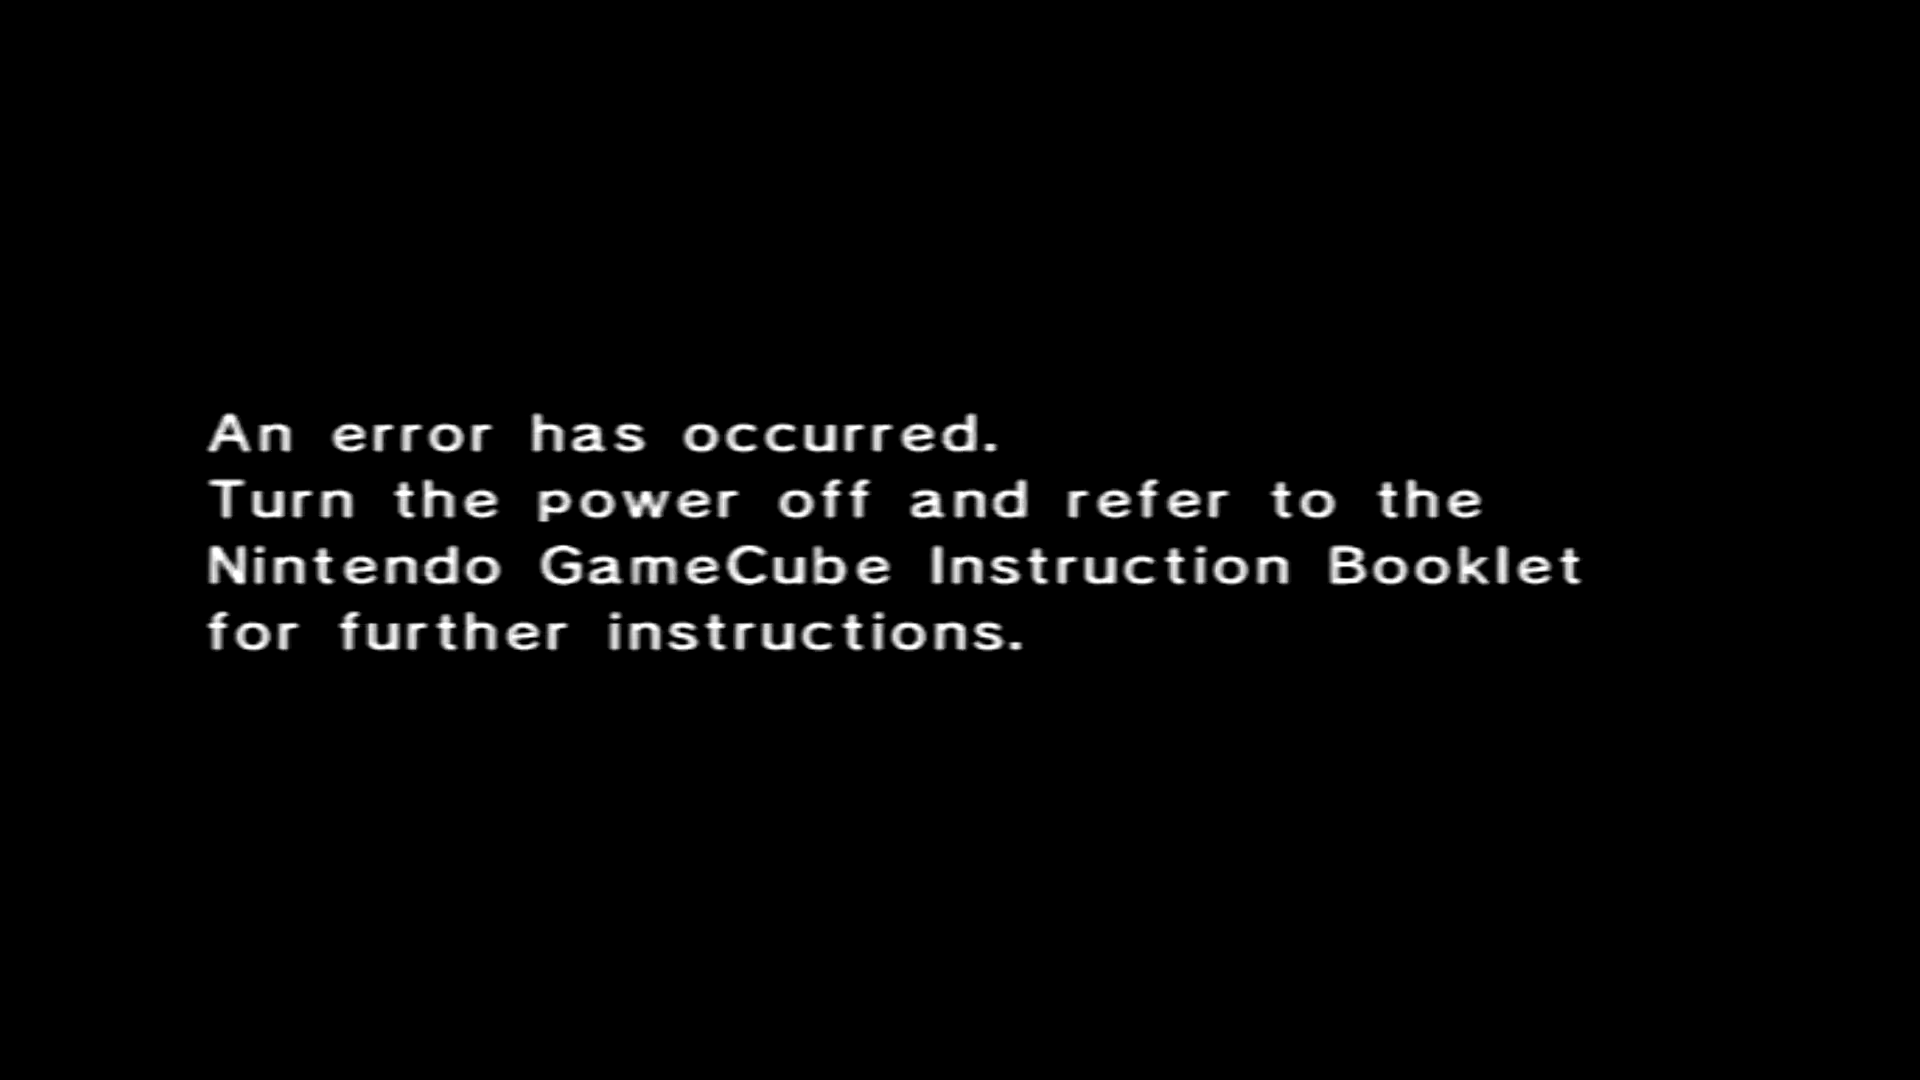 An error has occurred.
Turn the power off and refer to the
Nintendo GameCube Instruction Booklet
for further instructions.